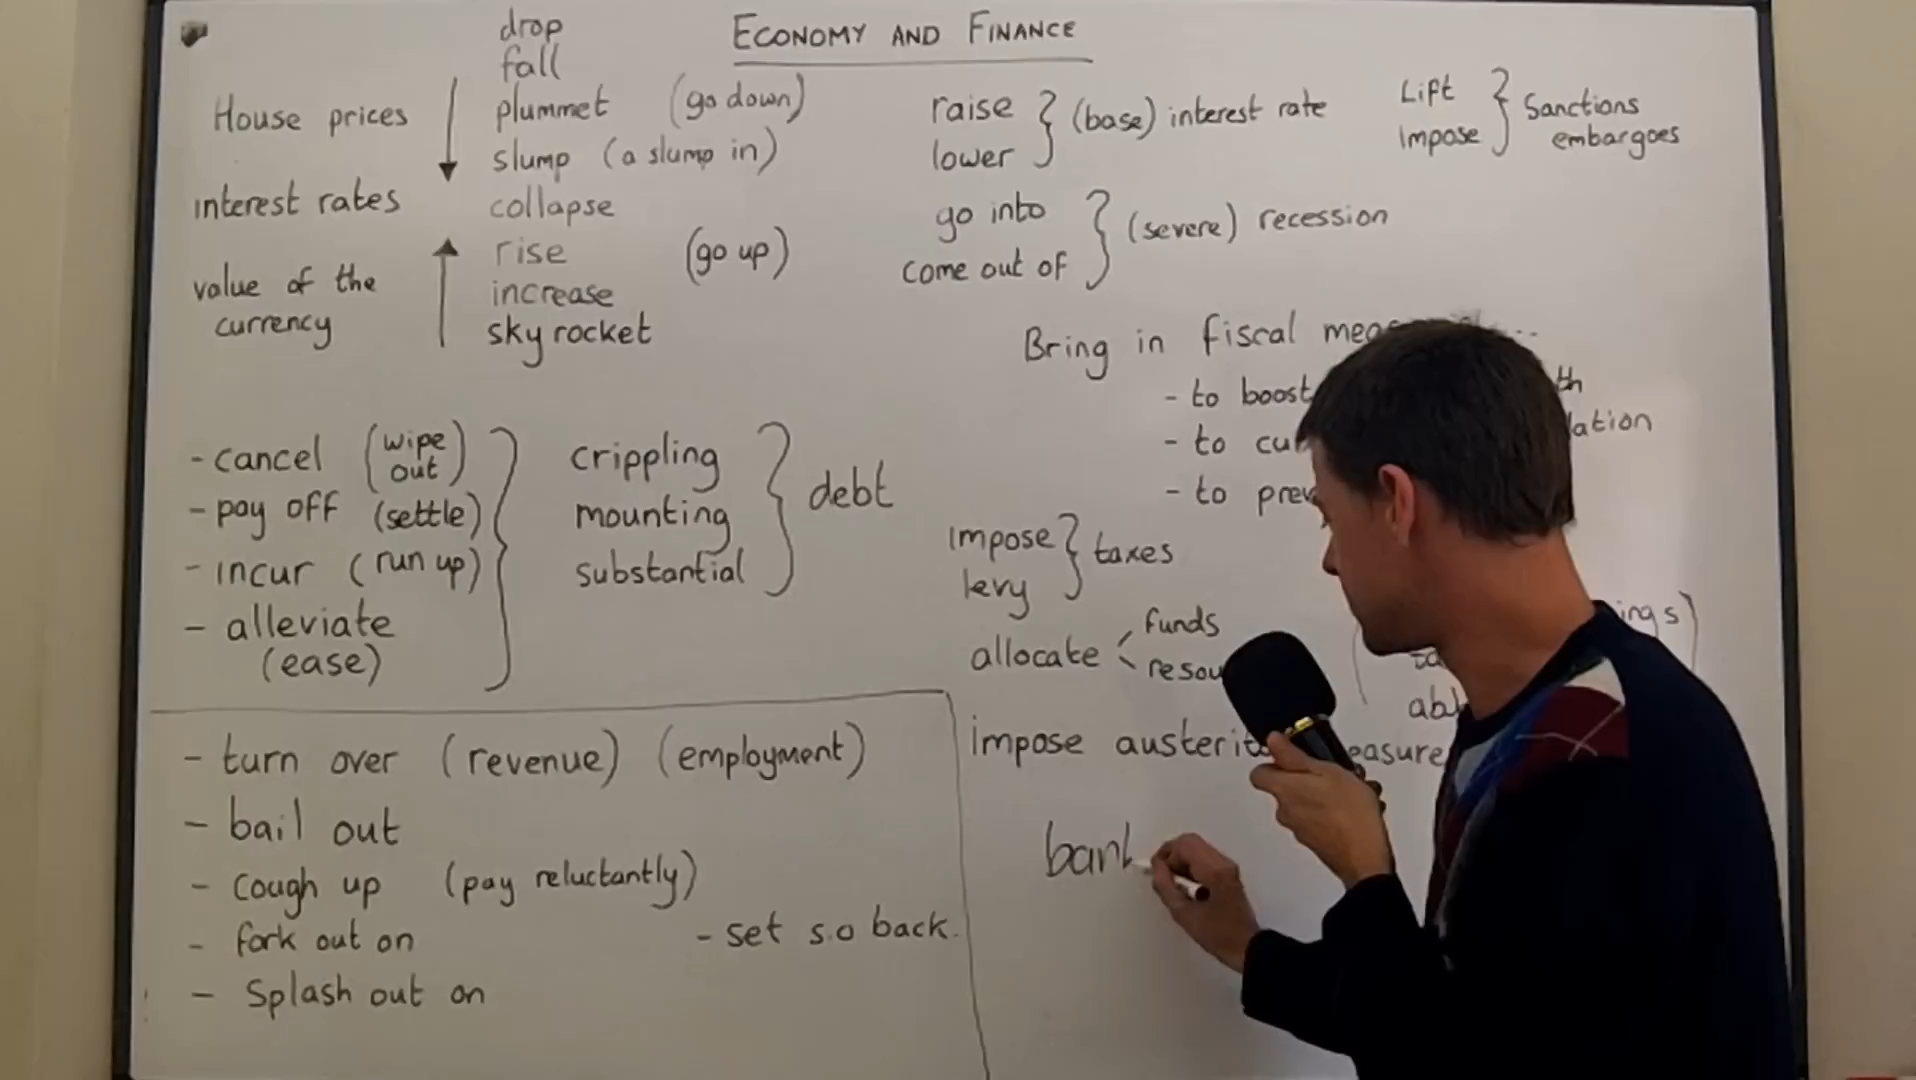 ECONOMY AND FINANCE
drop
fall
House prices
plummet (go down)
slump (a slump in)
interest rates
collapse
rise (go up)
value of the
currency
increase
sky rocket
raise
lower
(base) interest rate
Lift
Impose
Sanctions
embargoes
go into
come out of
(severe) recession
Bring in fiscal
- to boost
- to
- to
- cancel (wipe out)
- pay off (settle)
- incur (run up)
- alleviate
(ease)
crippling
mounting
substantial
debt
impose
levy
taxes
allocate
funds
impose
- turn over (revenue) (employment)
- bail out
- cough up (pay reluctantly)
- fork out on
- set s.o back.
- Splash out on